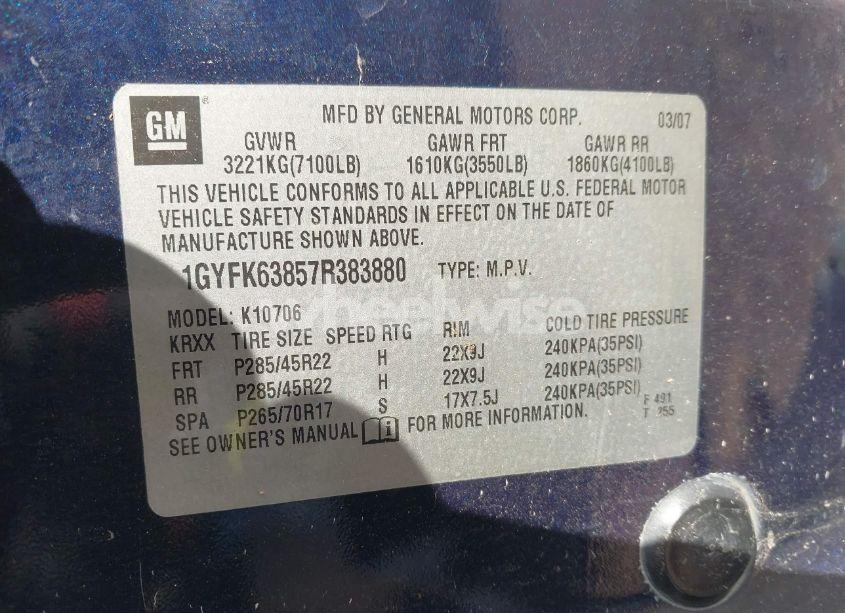 GM ® MFD BY GENERAL MOTORS CORP. 03/07
GVWR GAWR FRT GAWR RR
3221KG(7100LB) 1610KG(3550LB) 1860KG(4100LB)
THIS VEHICLE CONFORMS TO ALL APPLICABLE U.S. FEDERAL MOTOR
VEHICLE SAFETY STANDARDS IN EFFECT ON THE DATE OF
MANUFACTURE SHOWN ABOVE.
1GYFK63857R383880 TYPE: M.P.V.
wheelwise
MODEL: K10706
KRXX TIRE SIZE SPEED RTG RIM COLD TIRE PRESSURE
FRT P285/45R22 H 22X9J 240KPA(35PSI)
RR P285/45R22 H 22X9J 240KPA(35PSI)
SPA P265/70R17 S 17X7.5J 240KPA(35PSI)
SEE OWNER'S MANUAL FOR MORE INFORMATION.
F 491
T 255